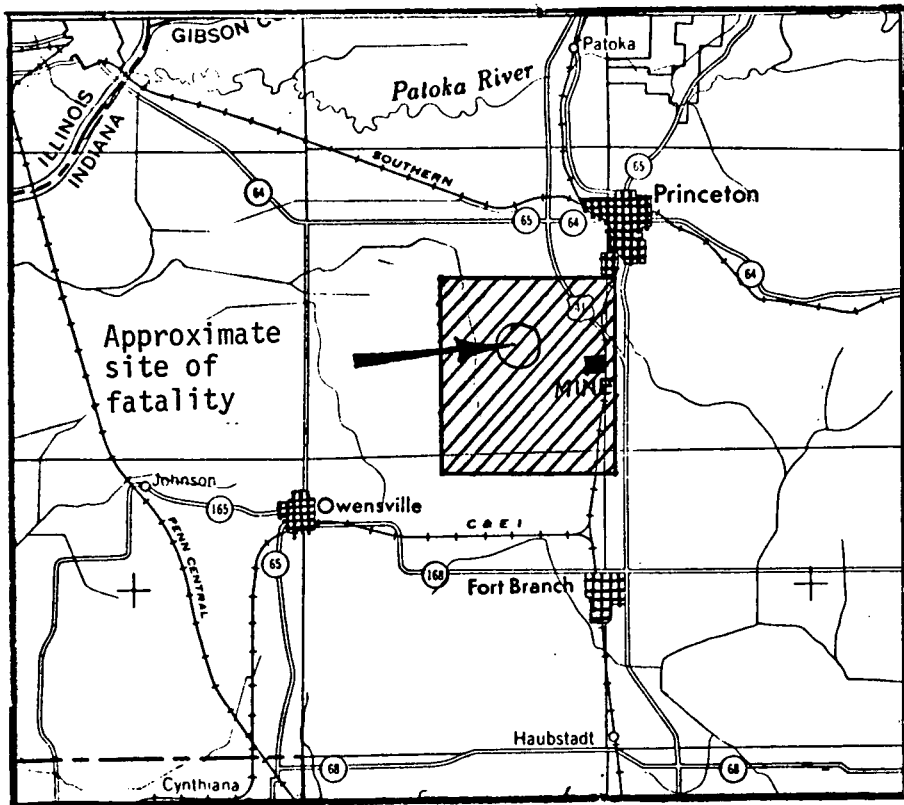 GIBSON CO
Patoka
Patoka River
ILLINOIS
INDIANA
SOUTHERN
65
64
Princeton
65
64
64
41
Approximate
site of
fatality
MINE
Johnson
165
Owensville
C & E I
PENN CENTRAL
65
168
Fort Branch
Haubstadt
68
68
Cynthiana